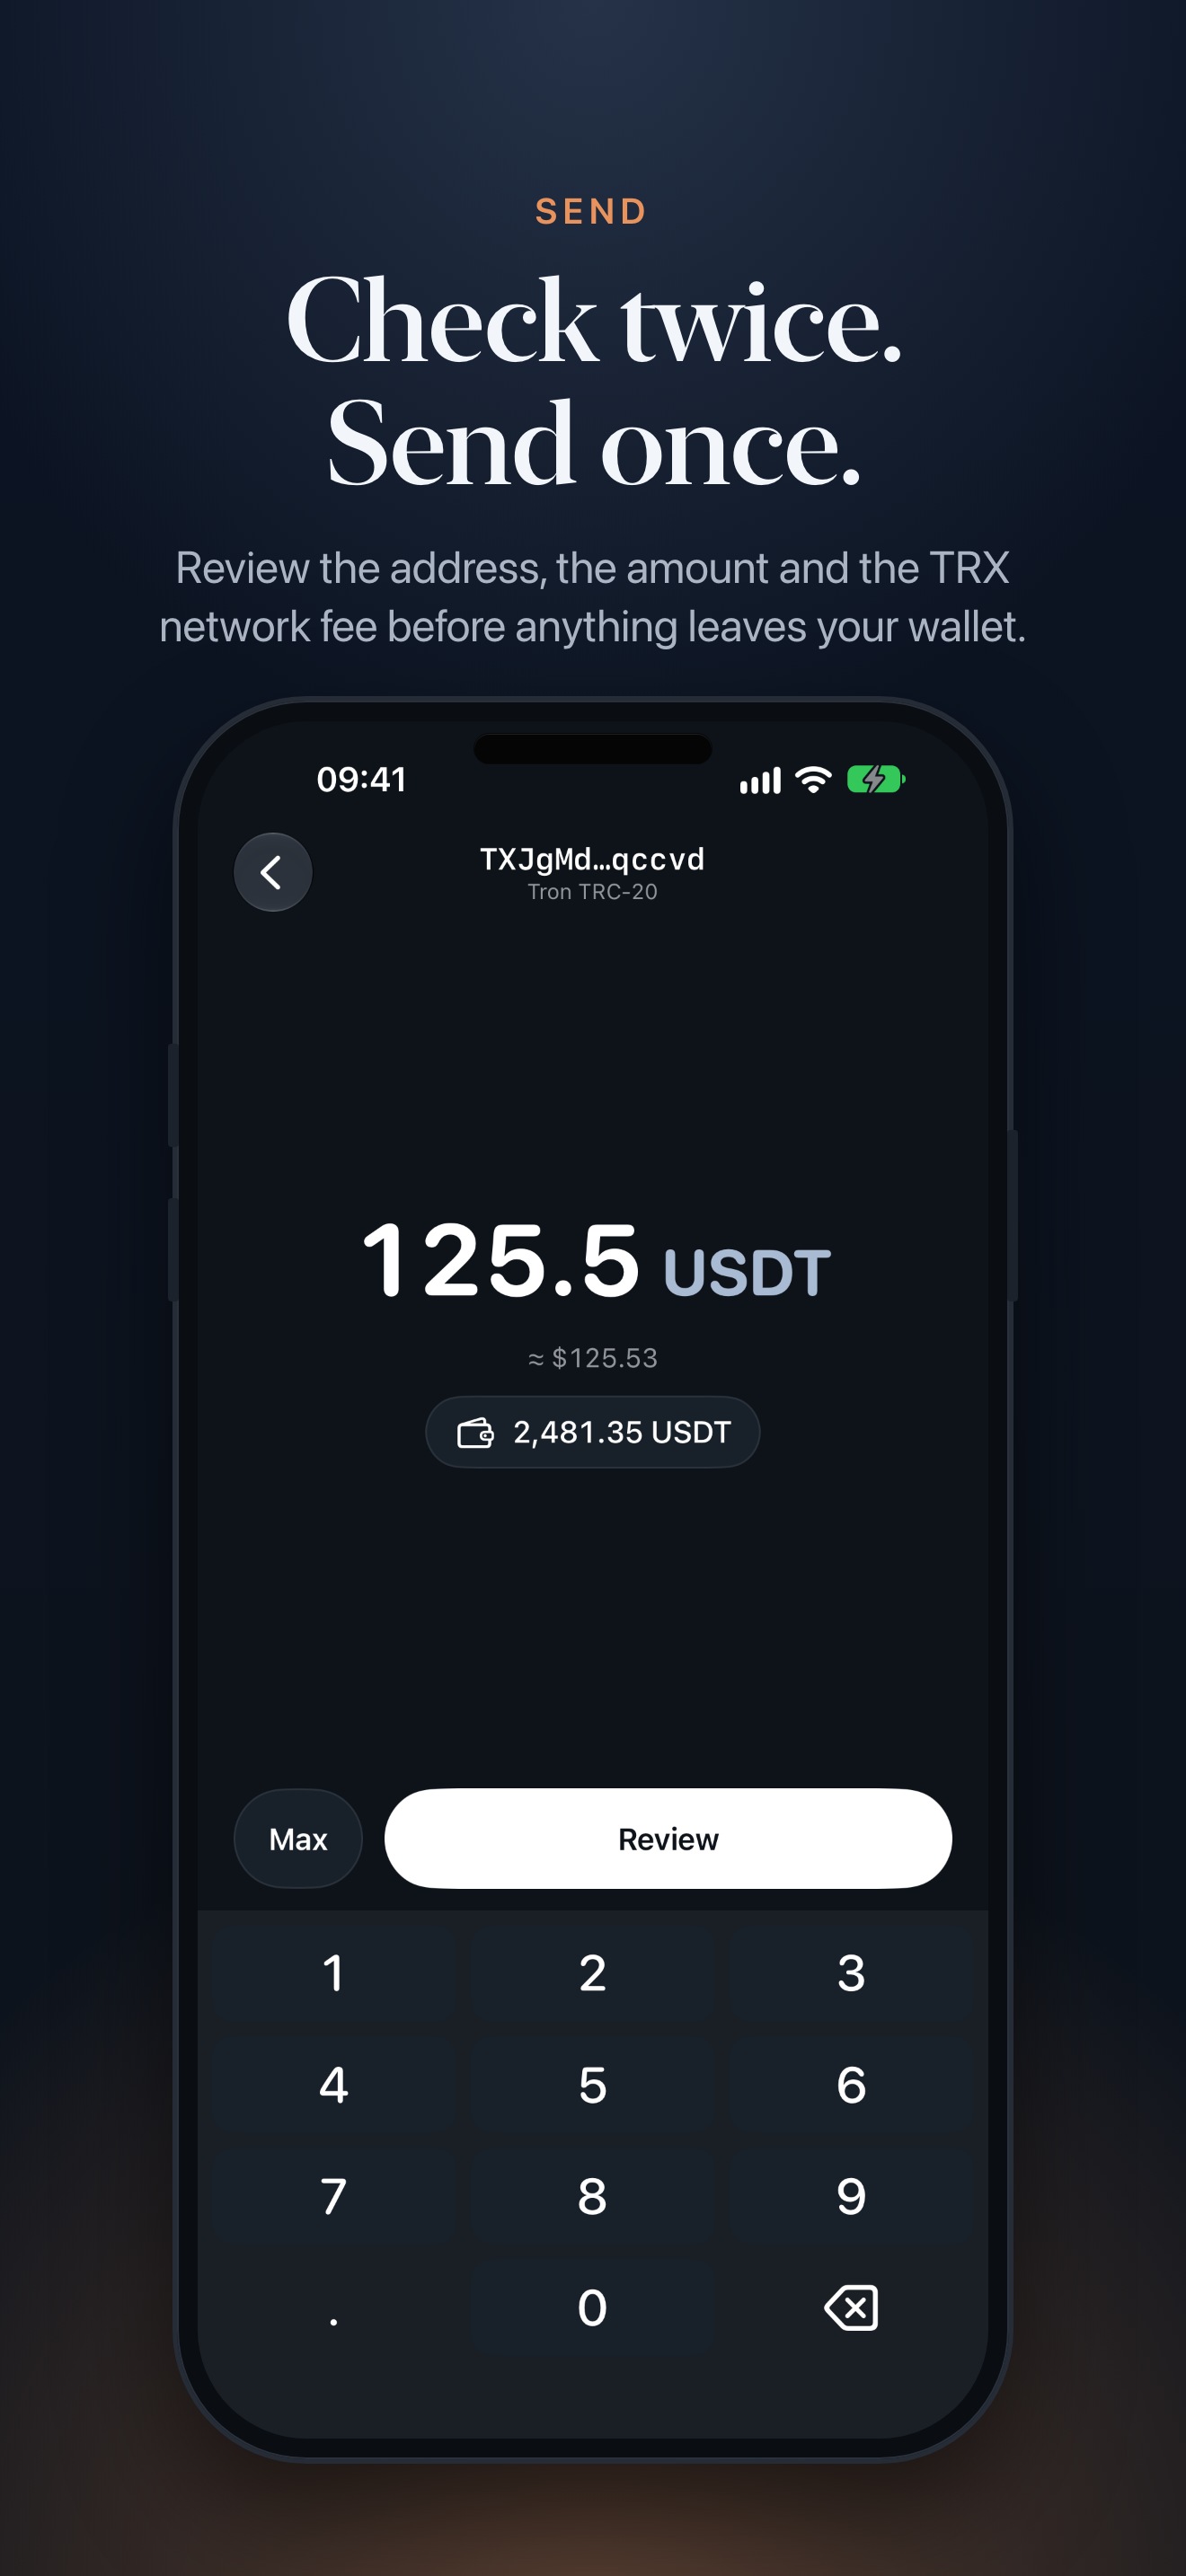 SEND
Check twice.
Send once.
Review the address, the amount and the TRX
network fee before anything leaves your wallet.
09:41
TXJgMd…qccvd
Tron TRC-20
125.5 USDT
≈ $125.53
2,481.35 USDT
Max
Review
1 2 3
4 5 6
7 8 9
. 0